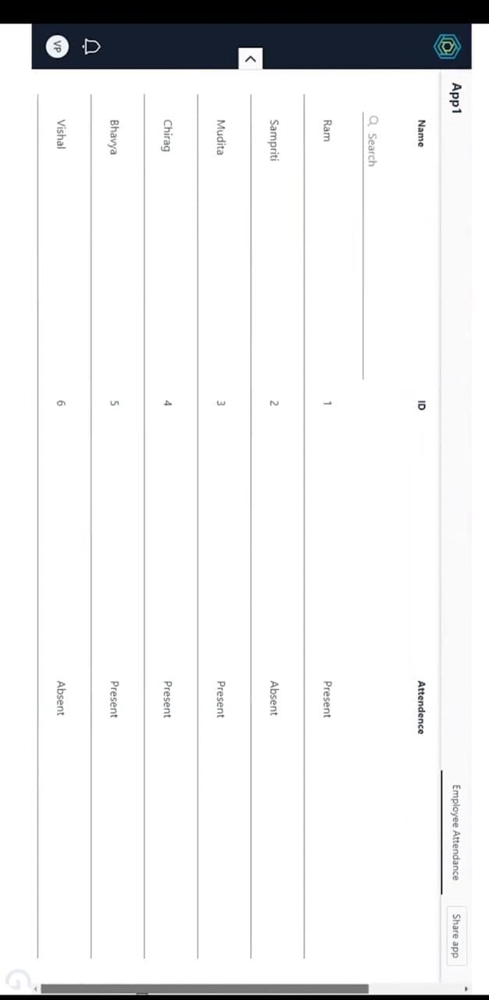 App1
Employee Attendance
Share app
Name ID Attendence
Search
Ram 1 Present
Sampriti 2 Absent
Mudita 3 Present
Chirag 4 Present
Bhavya 5 Present
Vishal 6 Absent
VP